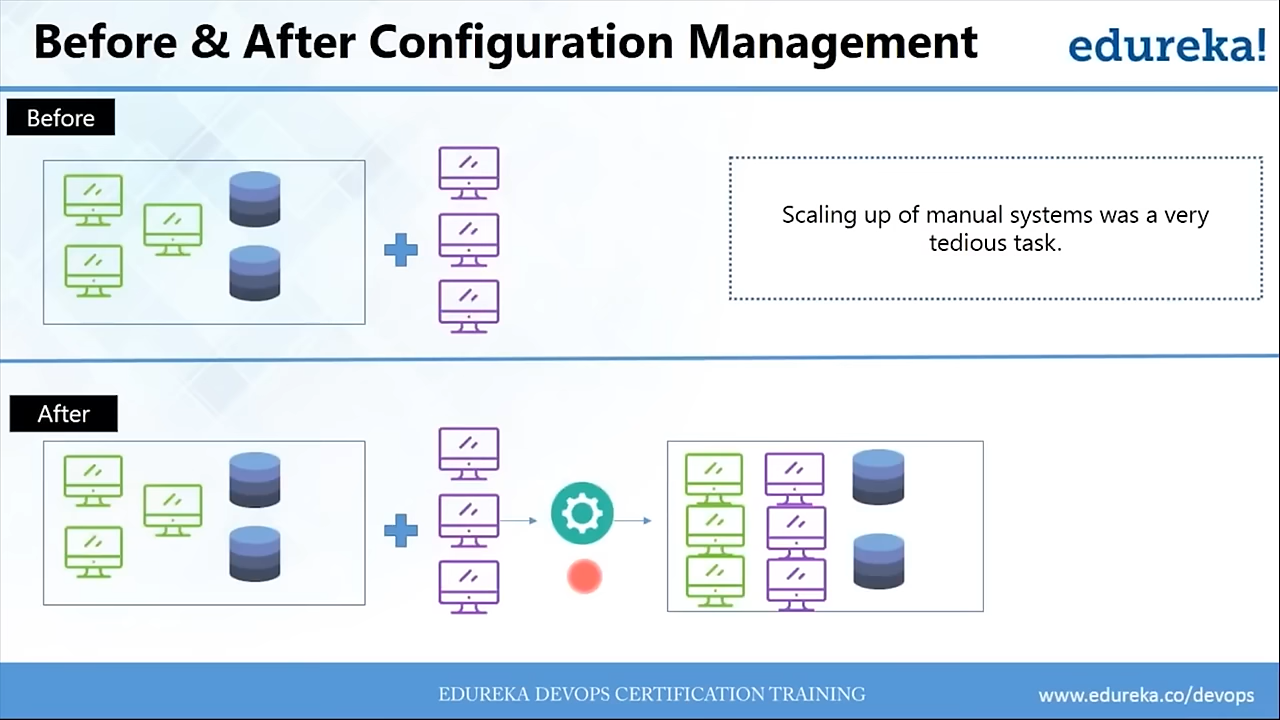 Before & After Configuration Management
edureka!
Before
Scaling up of manual systems was a very
tedious task.
After
EDUREKA DEVOPS CERTIFICATION TRAINING
www.edureka.co/devops